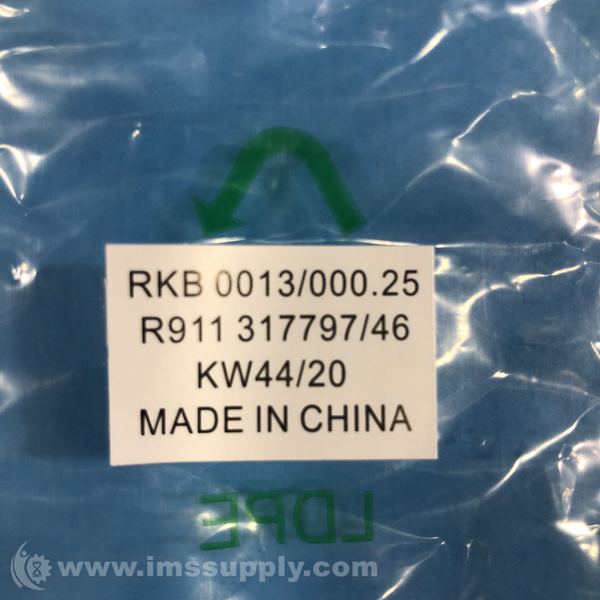 RKB 0013/000.25
R911 317797/46
KW44/20
MADE IN CHINA
LDPE
www.imssupply.com